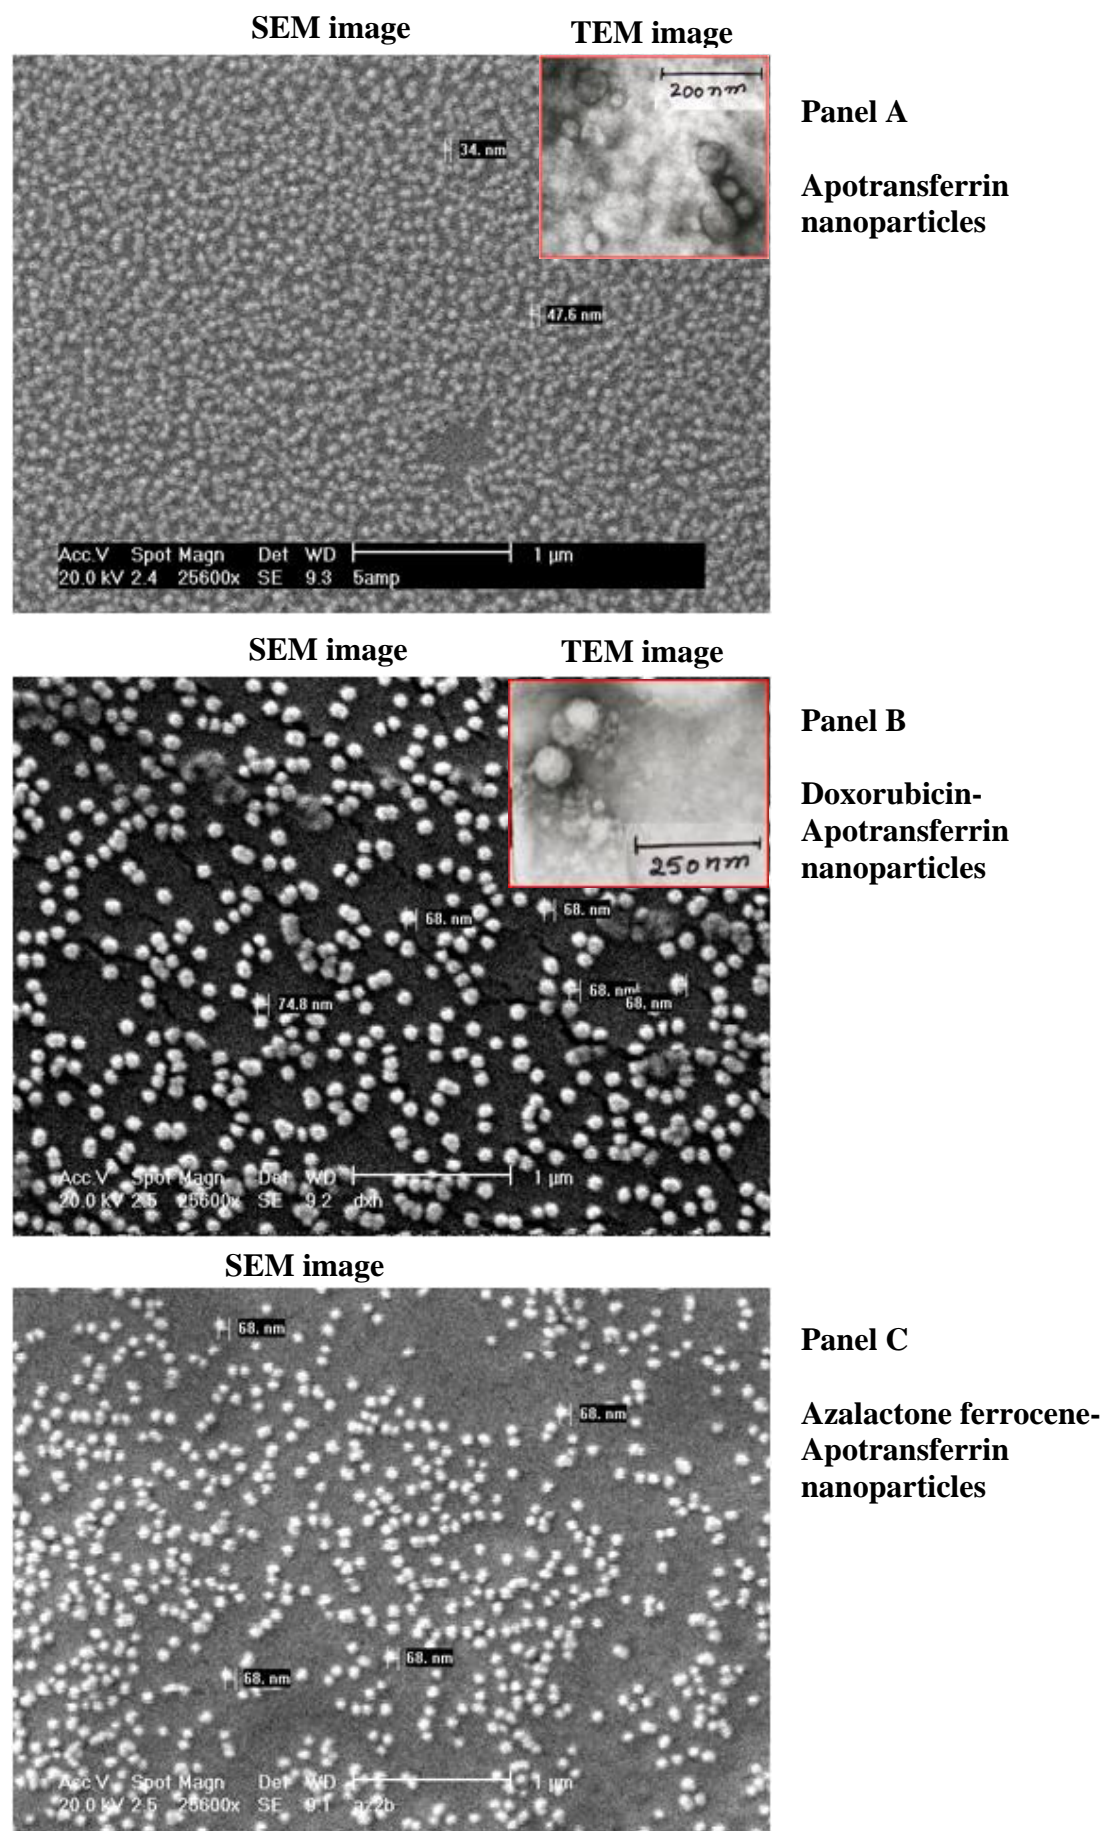 SEM image
TEM image
200nm
34. nm
47.6 nm
Acc.V Spot Magn Det WD 1 µm
20.0 kV 2.4 25600x SE 9.3 5amp
Panel A
Apotransferrin
nanoparticles
SEM image
TEM image
250nm
68. nm
68. nm
68. nm
68. nm
74.8 nm
Acc.V Spot Magn Det WD 1 µm
20.0 kV 2.5 25600x SE 9.2 dxh
Panel B
Doxorubicin-
Apotransferrin
nanoparticles
SEM image
68. nm
68. nm
68. nm
68. nm
Acc.V Spot Magn Det WD 1 µm
20.0 kV 2.5 25600x SE 9.1 az2b
Panel C
Azalactone ferrocene-
Apotransferrin
nanoparticles